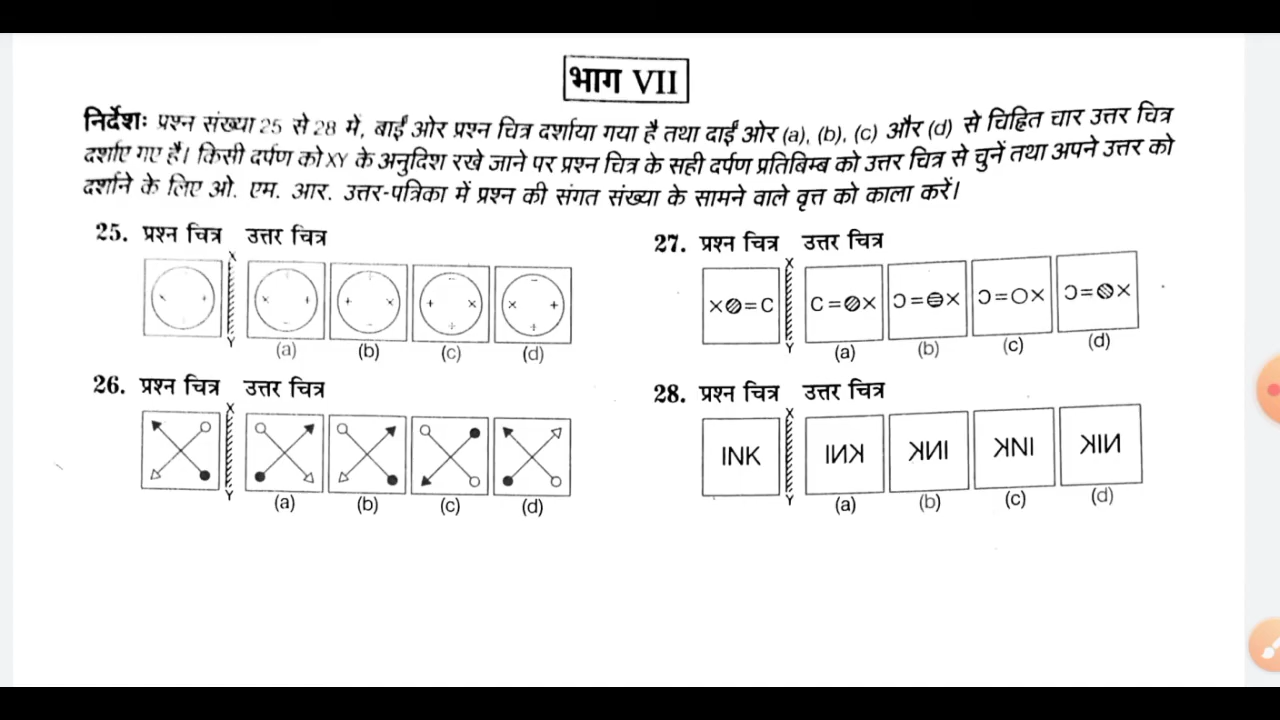 भाग VII
निर्देशः प्रश्न संख्या 25 से 28 में, बाईं ओर प्रश्न चित्र दर्शाया गया है तथा दाईं ओर (a), (b), (c) और (d) से चिह्नित चार उत्तर चित्र
दर्शाए गए है। किसी दर्पण को XY के अनुदिश रखे जाने पर प्रश्न चित्र के सही दर्पण प्रतिबिम्ब को उत्तर चित्र से चुनें तथा अपने उत्तर को
दर्शाने के लिए ओ. एम. आर. उत्तर-पत्रिका में प्रश्न की संगत संख्या के सामने वाले वृत्त को काला करें।
25. प्रश्न चित्र उत्तर चित्र
X
Y
(a) (b) (c) (d)
26. प्रश्न चित्र उत्तर चित्र
X
Y
(a) (b) (c) (d)
27. प्रश्न चित्र उत्तर चित्र
X
Y
(a) (b) (c) (d)
28. प्रश्न चित्र उत्तर चित्र
X
INK
Y
(a) (b) (c) (d)